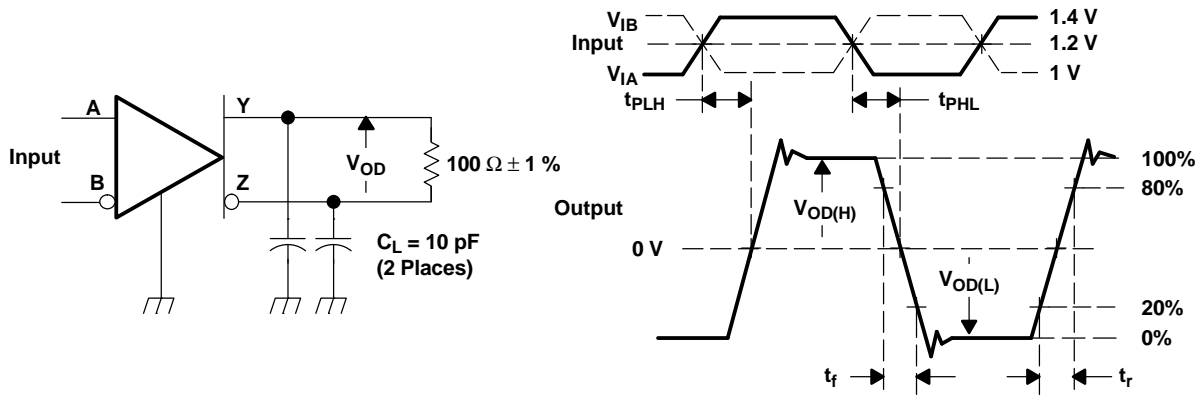 Input
A
B
Y
Z
V_OD
100 Ω ± 1 %
C_L = 10 pF
(2 Places)
V_IB
Input
V_IA
1.4 V
1.2 V
1 V
t_PLH
t_PHL
Output
0 V
V_OD(H)
V_OD(L)
100%
80%
20%
0%
t_f
t_r